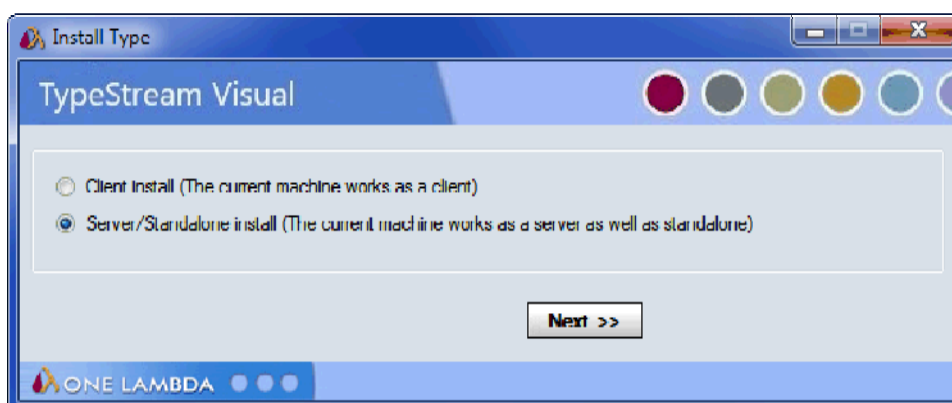 Install Type
TypeStream Visual
Client install (The current machine works as a client)
Server/Standalone install (The current machine works as a server as well as standalone)
Next >>
ONE LAMBDA